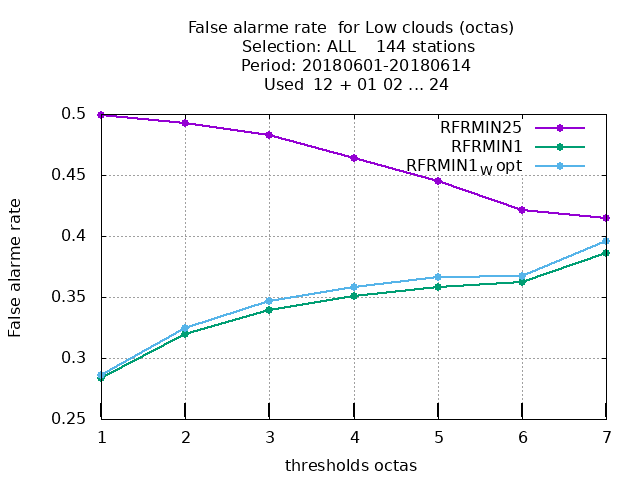 False alarme rate  for Low clouds (octas)
Selection: ALL    144 stations
Period: 20180601-20180614
Used  12 + 01 02 ... 24
RFRMIN25
RFRMIN1
RFRMIN1W opt
0.5
0.45
0.4
0.35
0.3
0.25
False alarme rate
1 2 3 4 5 6 7
thresholds octas